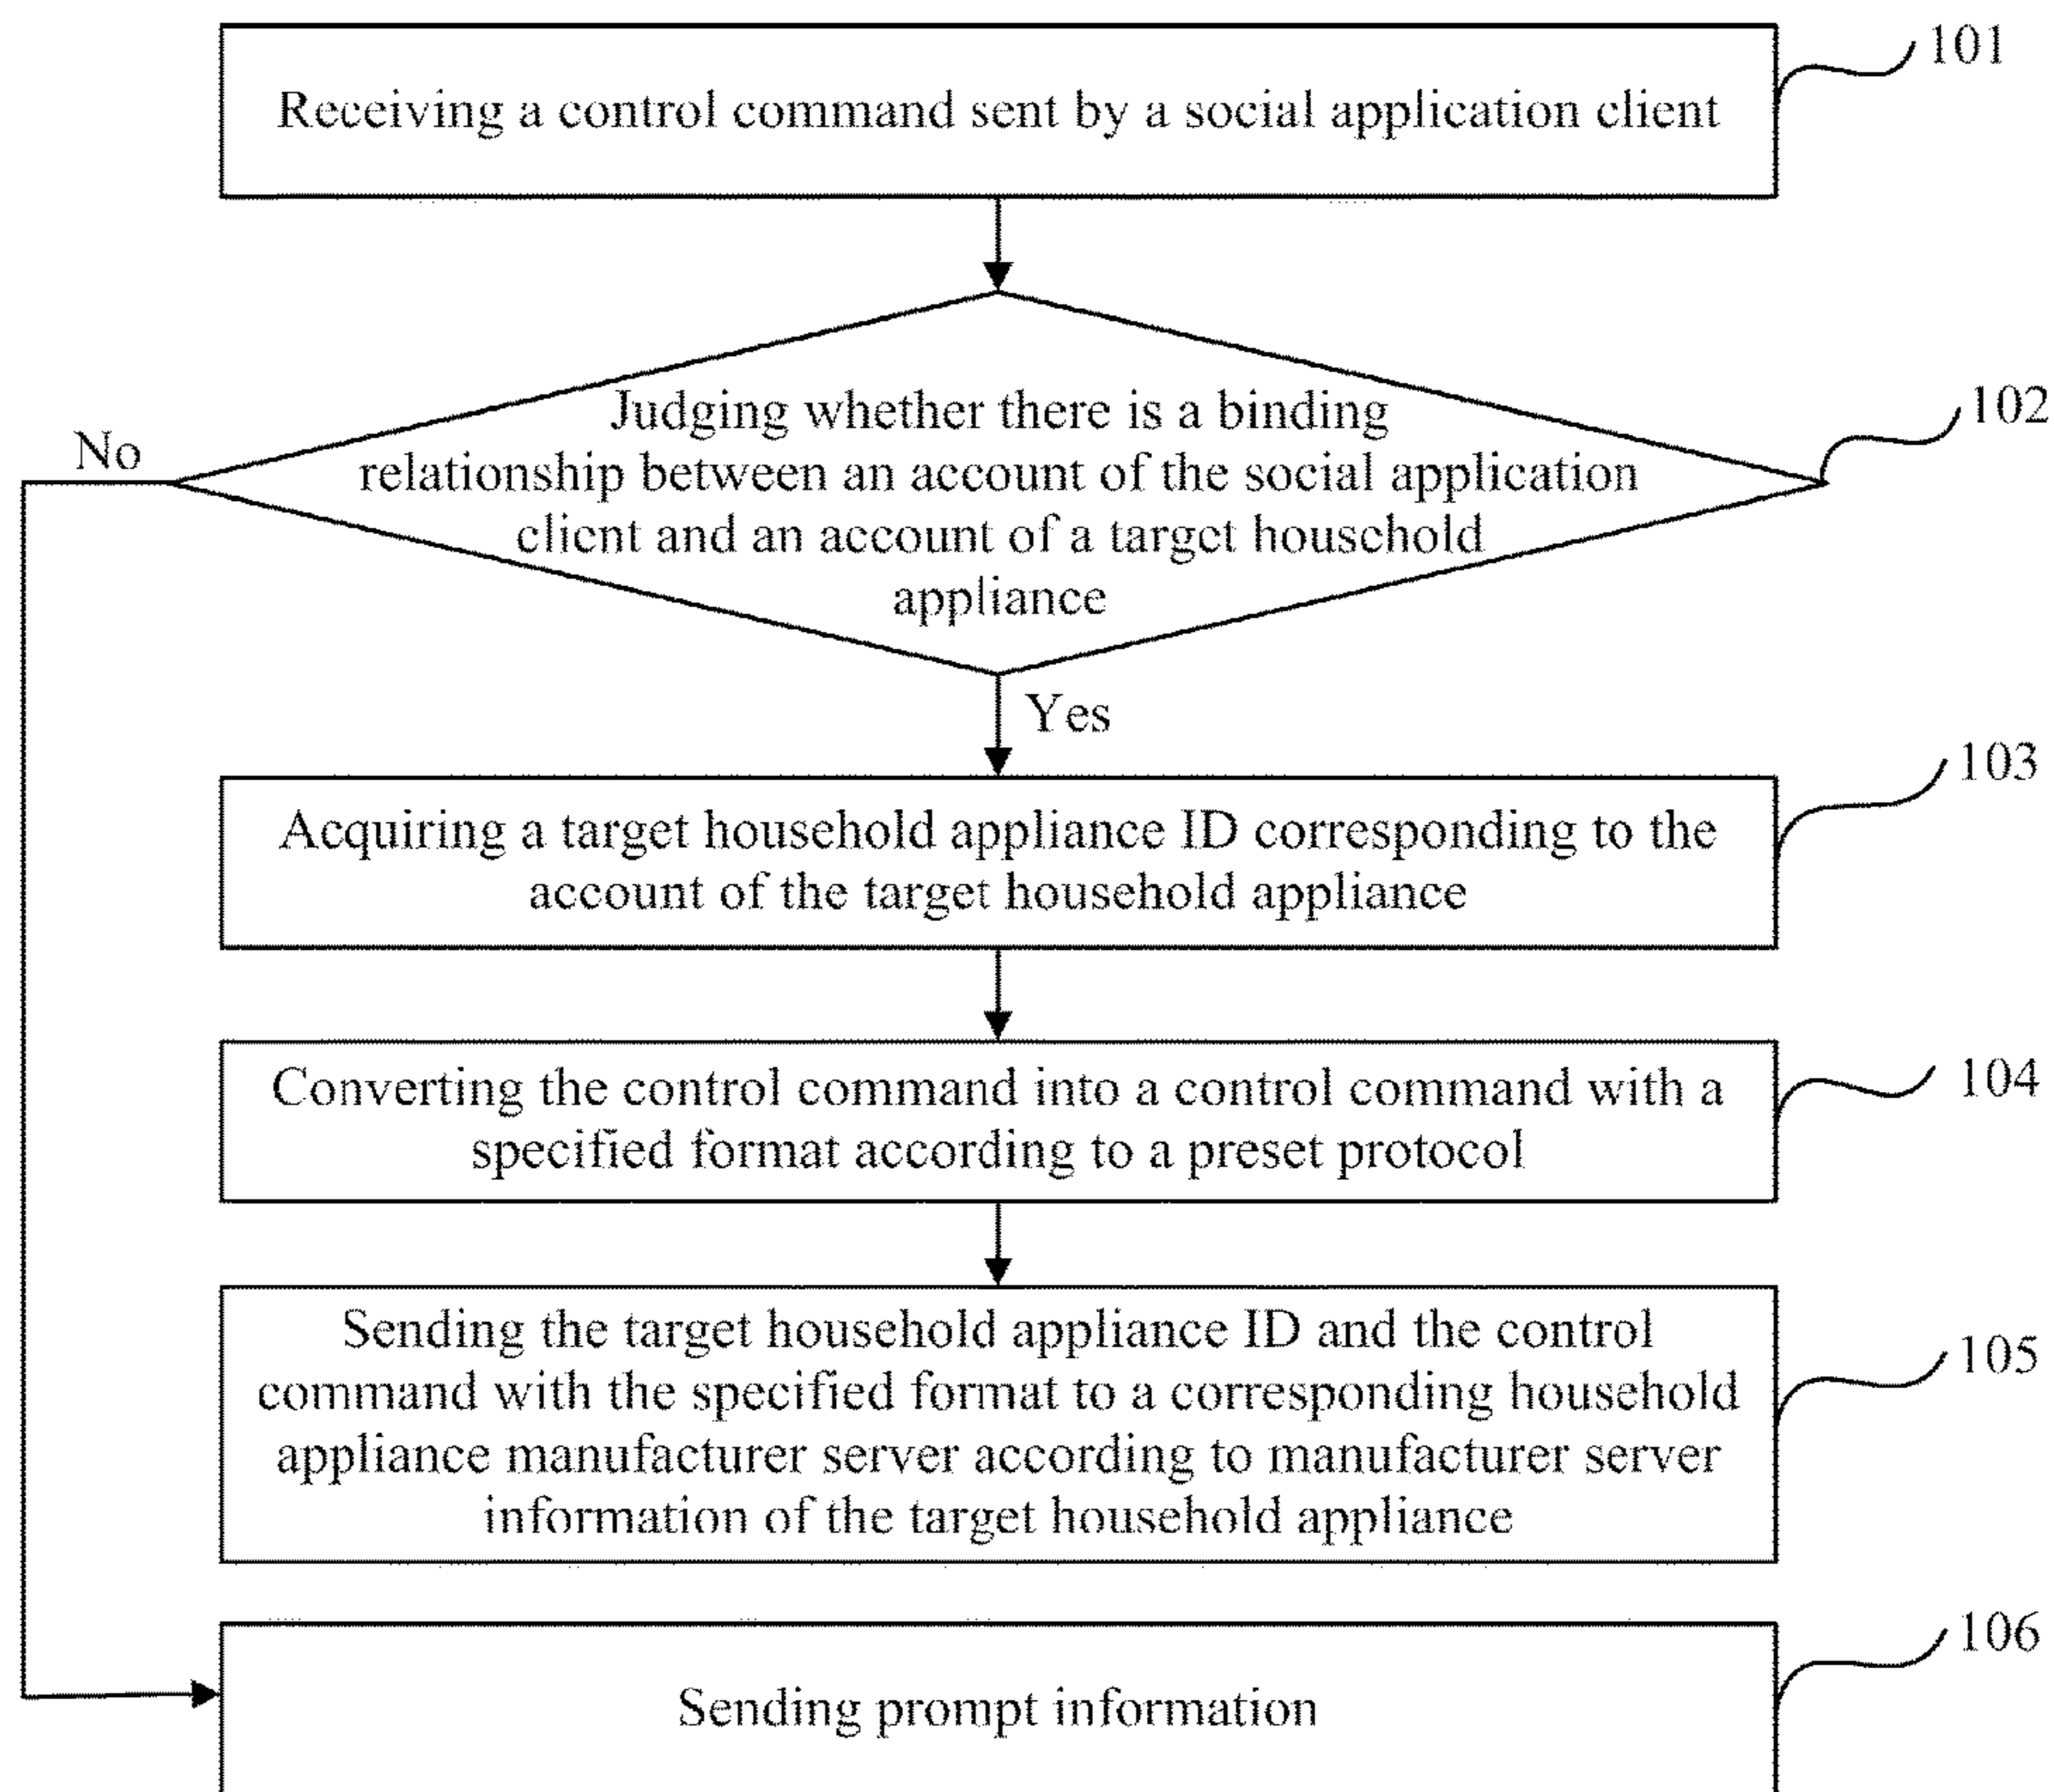 Receiving a control command sent by a social application client
101
Judging whether there is a binding
relationship between an account of the social application
client and an account of a target household
appliance
102
No
Yes
Acquiring a target household appliance ID corresponding to the
account of the target household appliance
103
Converting the control command into a control command with a
specified format according to a preset protocol
104
Sending the target household appliance ID and the control
command with the specified format to a corresponding household
appliance manufacturer server according to manufacturer server
information of the target household appliance
105
Sending prompt information
106